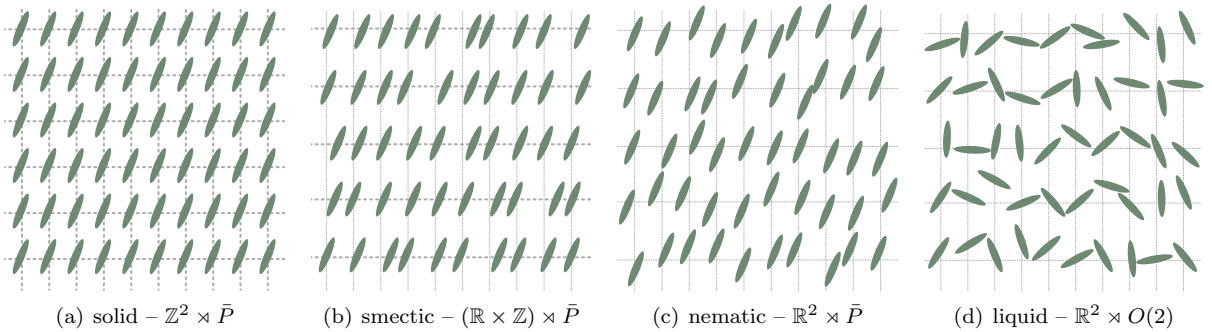 (a) solid – ℤ² ⋊ P̄
(b) smectic – (ℝ × ℤ) ⋊ P̄
(c) nematic – ℝ² ⋊ P̄
(d) liquid – ℝ² ⋊ O(2)